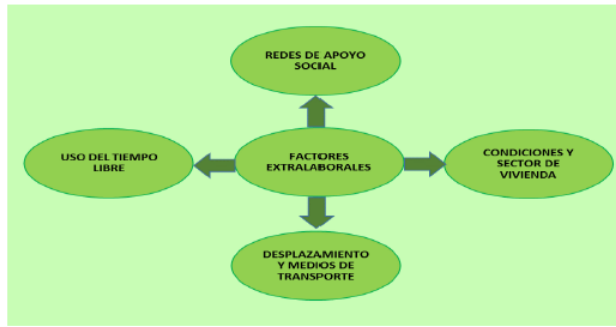 REDES DE APOYO
SOCIAL
USO DEL TIEMPO
LIBRE
FACTORES
EXTRALABORALES
CONDICIONES Y
SECTOR DE
VIVIENDA
DESPLAZAMIENTO
Y MEDIOS DE
TRANSPORTE